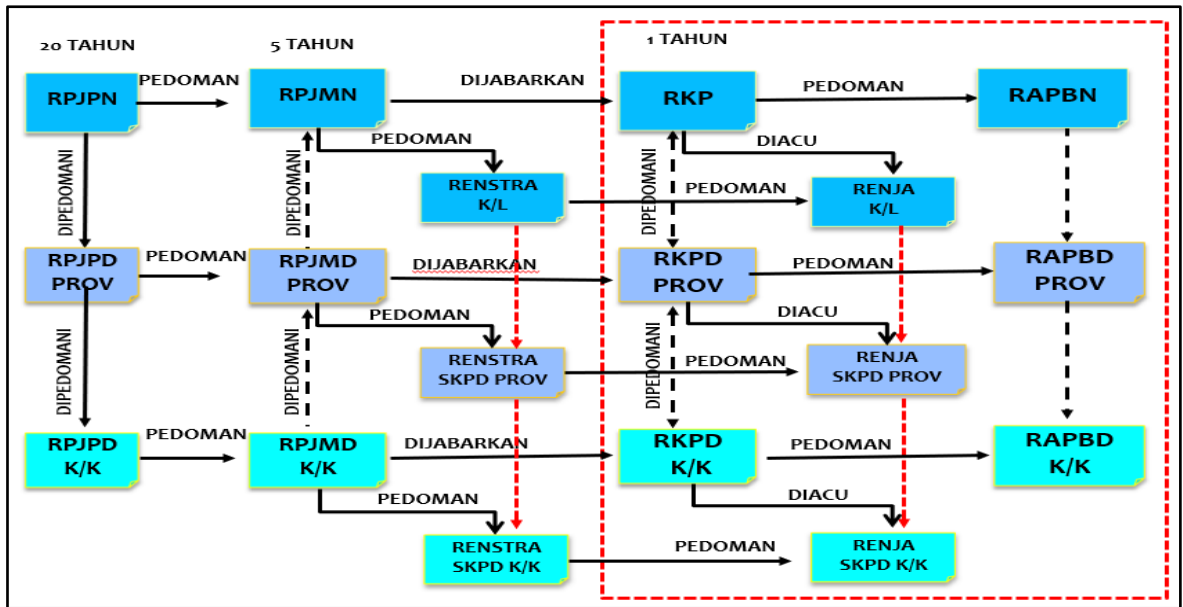 20 TAHUN
5 TAHUN
1 TAHUN
RPJPN
PEDOMAN
RPJMN
DIJABARKAN
RKP
PEDOMAN
RAPBN
DIPEDOMANI
DIPEDOMANI
PEDOMAN
RENSTRA
K/L
PEDOMAN
DIPEDOMANI
DIACU
RENJA
K/L
RPJPD
PROV
PEDOMAN
RPJMD
PROV
DIJABARKAN
RKPD
PROV
PEDOMAN
RAPBD
PROV
DIPEDOMANI
DIPEDOMANI
PEDOMAN
RENSTRA
SKPD PROV
PEDOMAN
DIPEDOMANI
DIACU
RENJA
SKPD PROV
RPJPD
K/K
PEDOMAN
RPJMD
K/K
DIJABARKAN
RKPD
K/K
PEDOMAN
RAPBD
K/K
PEDOMAN
RENSTRA
SKPD K/K
PEDOMAN
DIACU
RENJA
SKPD K/K